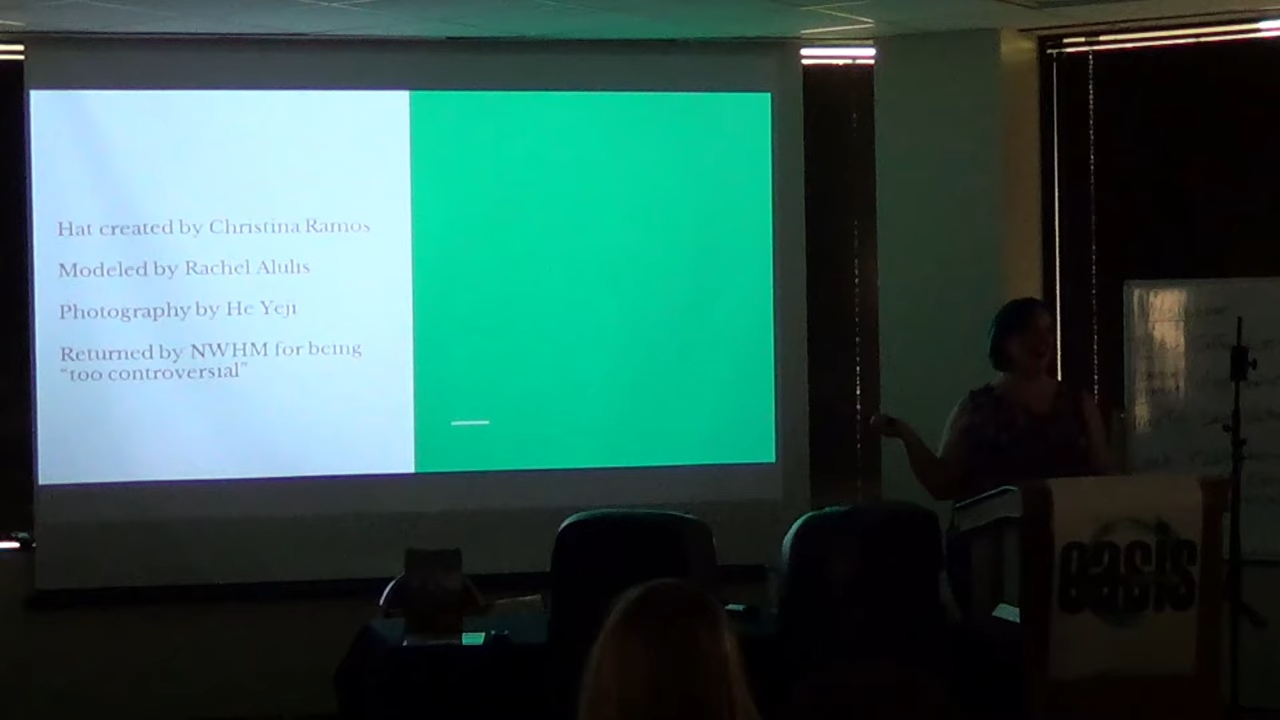 Hat created by Christina Ramos
Modeled by Rachel Alulis
Photography by He Yeji
Returned by NWHM for being
“too controversial”
oasis